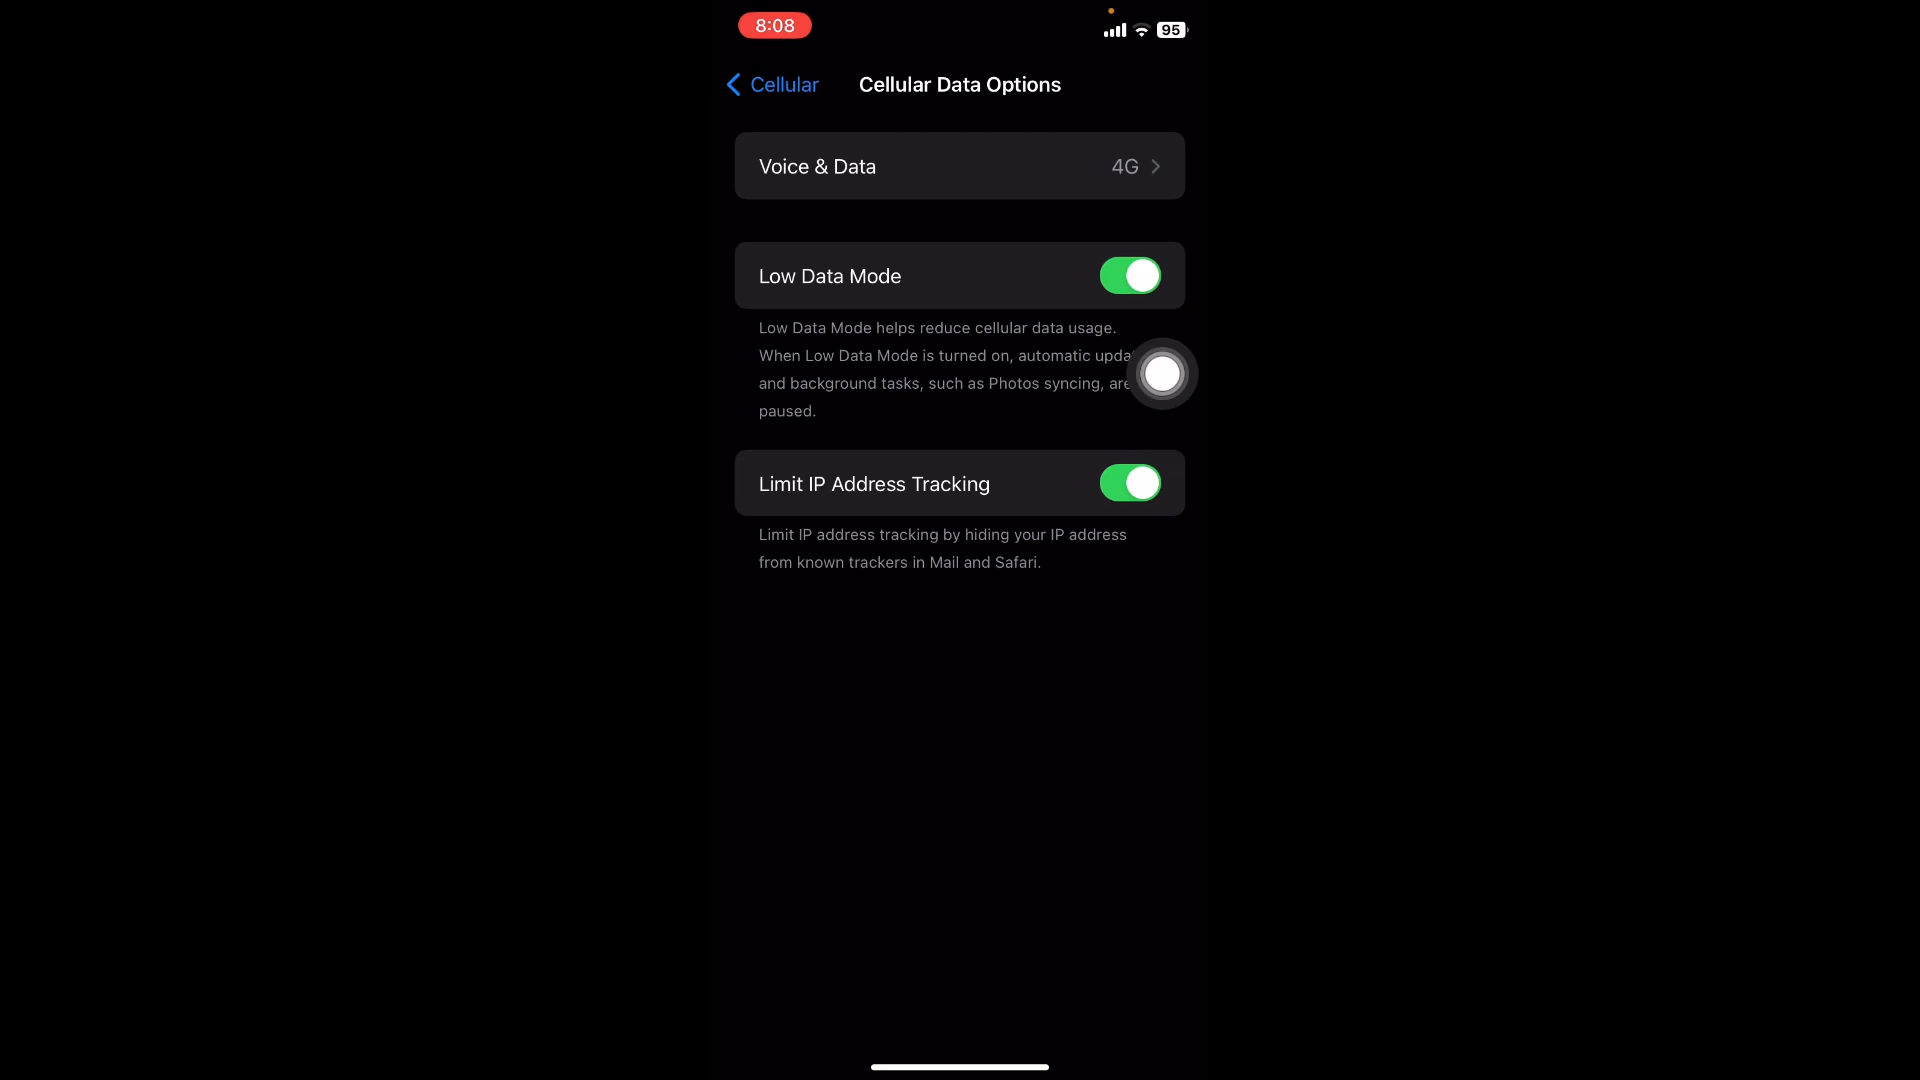 8:08
95
Cellular
Cellular Data Options
Voice & Data
4G
Low Data Mode
Low Data Mode helps reduce cellular data usage.
When Low Data Mode is turned on, automatic
and background tasks, such as Photos syncing, are
paused.
Limit IP Address Tracking
Limit IP address tracking by hiding your IP address
from known trackers in Mail and Safari.